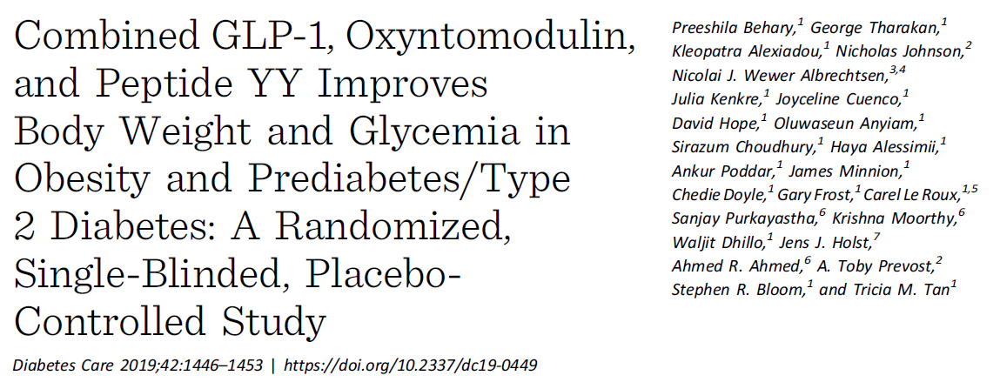 Combined GLP-1, Oxyntomodulin,
and Peptide YY Improves
Body Weight and Glycemia in
Obesity and Prediabetes/Type
2 Diabetes: A Randomized,
Single-Blinded, Placebo-
Controlled Study
Diabetes Care 2019;42:1446–1453 | https://doi.org/10.2337/dc19-0449
Preeshila Behary,1 George Tharakan,1
Kleopatra Alexiadou,1 Nicholas Johnson,2
Nicolai J. Wewer Albrechtsen,3,4
Julia Kenkre,1 Joyceline Cuenco,1
David Hope,1 Oluwaseun Anyiam,1
Sirazum Choudhury,1 Haya Alessimii,1
Ankur Poddar,1 James Minnion,1
Chedie Doyle,1 Gary Frost,1 Carel Le Roux,1,5
Sanjay Purkayastha,6 Krishna Moorthy,6
Waljit Dhillo,1 Jens J. Holst,7
Ahmed R. Ahmed,6 A. Toby Prevost,2
Stephen R. Bloom,1 and Tricia M. Tan1